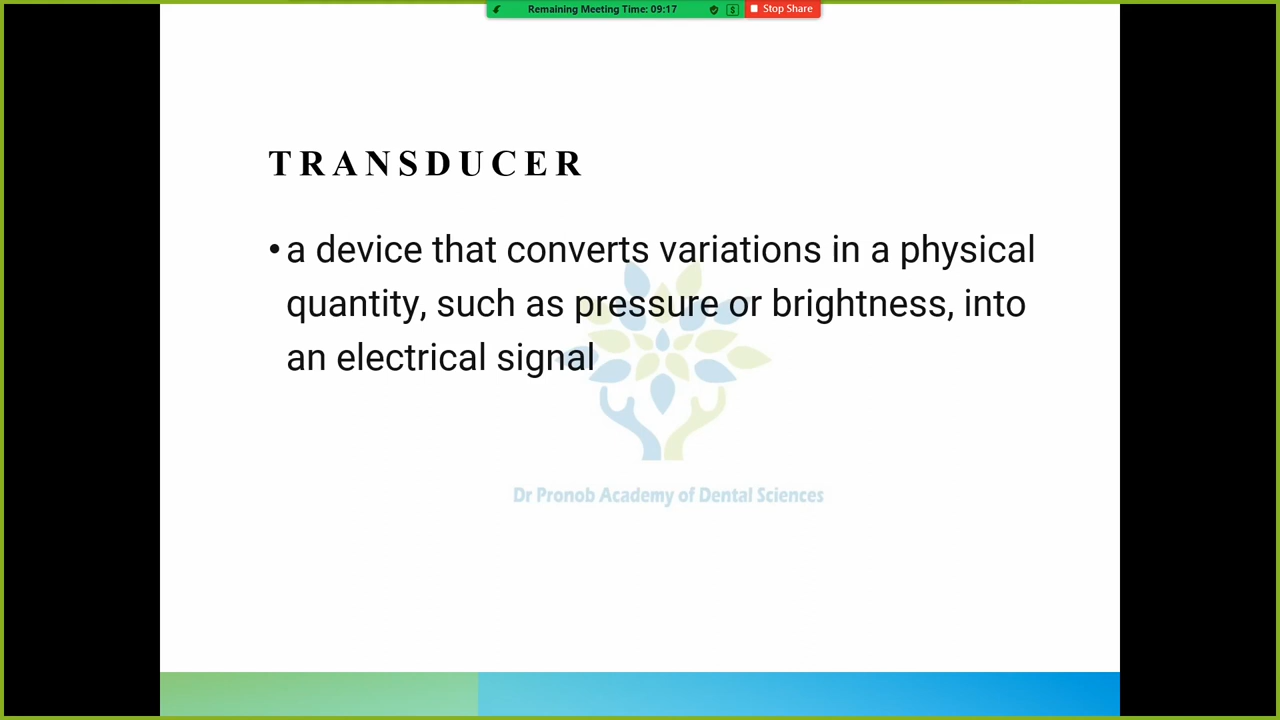 Remaining Meeting Time: 09:17 Stop Share
TRANSDUCER
• a device that converts variations in a physical
quantity, such as pressure or brightness, into
an electrical signal
Dr Pronob Academy of Dental Sciences